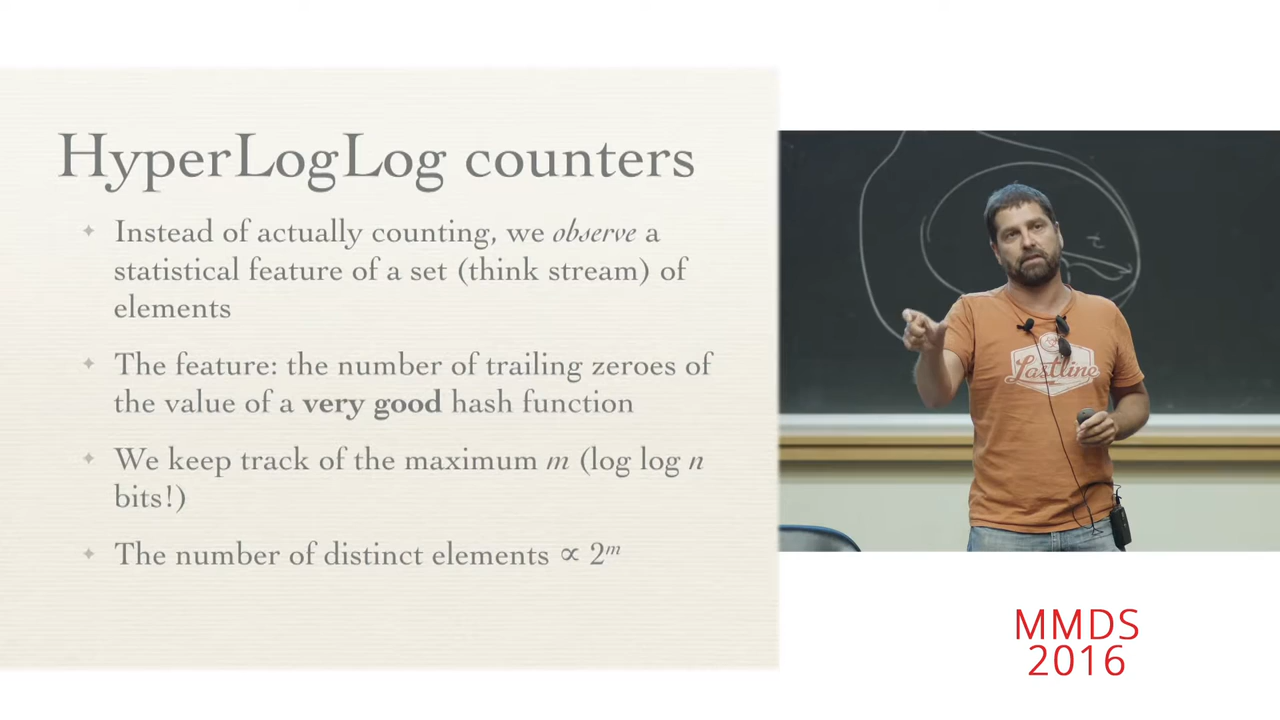 HyperLogLog counters
✦ Instead of actually counting, we observe a
statistical feature of a set (think stream) of
elements
✦ The feature: the number of trailing zeroes of
the value of a very good hash function
✦ We keep track of the maximum m (log log n
bits!)
✦ The number of distinct elements ∝ 2^m
t
Lastline
MMDS
2016